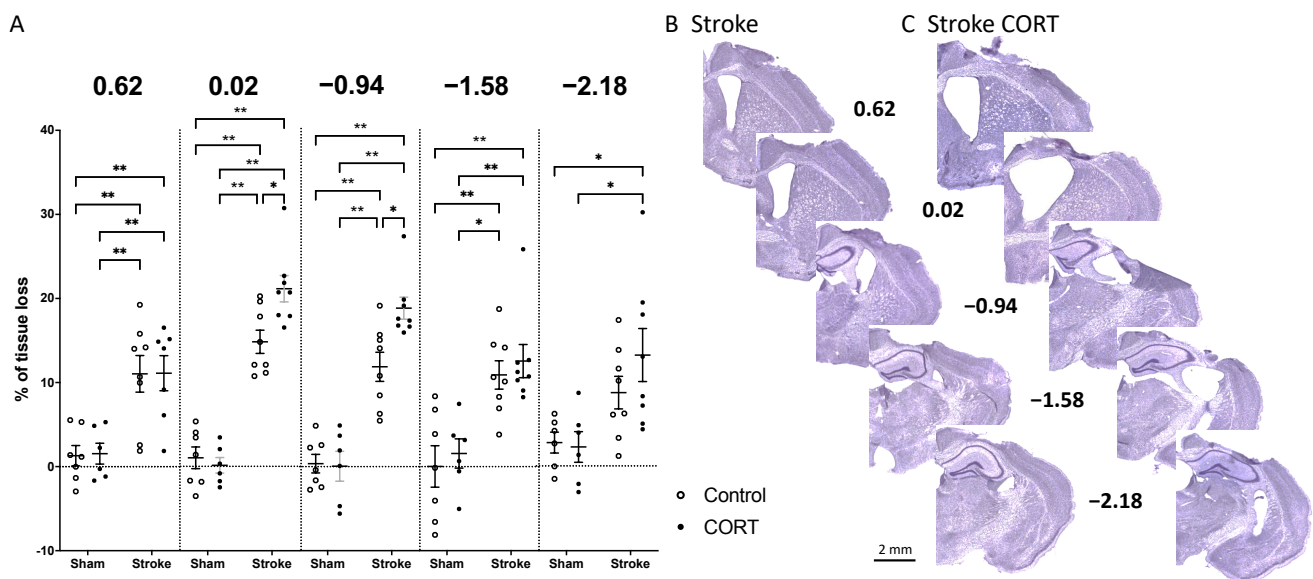 A
B Stroke
C Stroke CORT
0.62 0.02 −0.94 −1.58 −2.18
% of tissue loss
40
30
20
10
0
-10
** ** ** **
** ** ** * **
** ** ** **
** ** * **
** ** ** *
* *
Sham Stroke Sham Stroke Sham Stroke Sham Stroke Sham Stroke
Control
CORT
0.62
0.02
−0.94
−1.58
−2.18
2 mm